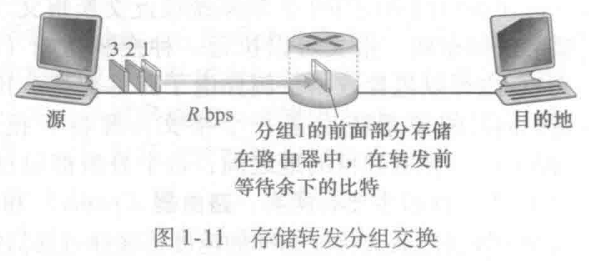 3 2 1
R bps
源
目的地
分组1的前面部分存储
在路由器中，在转发前
等待余下的比特
图 1-11 存储转发分组交换